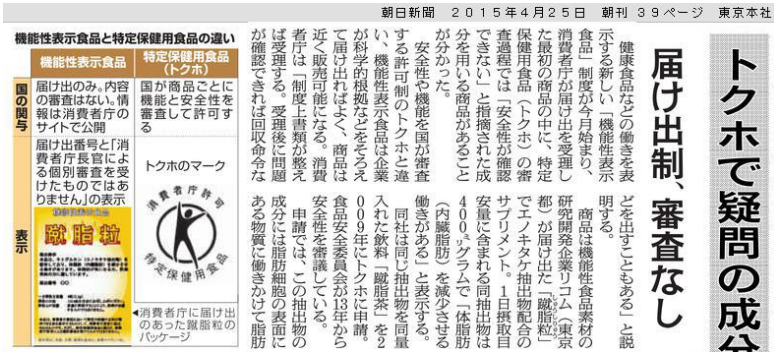 朝日新聞　２０１５年４月２５日　朝刊　３９ページ　東京本社
トクホで疑問の成分
届け出制、審査なし
健康食品などの働きを表
示する新しい「機能性表示
食品」制度が今月始まり、
消費者庁が届け出を受理し
た最初の商品の中に、特定
保健用食品（トクホ）の審
査過程では「安全性が確認
できない」と指摘された成
分を用いる商品があること
が分かった。
安全性や機能を国が審査
する許可制のトクホと違
い、機能性表示食品は企業
が科学的根拠などをそろえ
て届け出ればよく、商品は
近く販売可能になる。消費
者庁は「制度上書類が整え
ば受理する。受理後に問題
が確認できれば回収命令な
どを出すこともある」と説
明する。
商品は機能性食品素材の
研究開発企業リコム（東京
都）が届け出た「蹴脂粒」
でエノキタケ抽出物配合の
サプリメント。１日摂取目
安量に含まれる同抽出物は
４００㍉グラムで「体脂肪
（内臓脂肪）を減少させる
働きがある」と表示する。
同社は同じ抽出物を同量
入れた飲料「蹴脂茶」を２
００９年にトクホに申請。
食品安全委員会が13年から
安全性を審議している。
申請では、この抽出物の
成分には脂肪細胞の表面に
ある物質に働きかけて脂肪
機能性表示食品と特定保健用食品の違い
機能性表示食品
特定保健用食品
（トクホ）
国の関与
届け出のみ。内容
の審査はない。情
報は消費者庁の
サイトで公開
国が商品ごとに
機能と安全性を
審査して許可す
る
表示
届け出番号と「消
費者庁長官によ
る個別審査を受
けたものではあ
りません」の表示
トクホのマーク
消費者庁許可
特定保健用食品
蹴脂粒
◀消費者庁に届け出
のあった蹴脂粒の
パッケージ